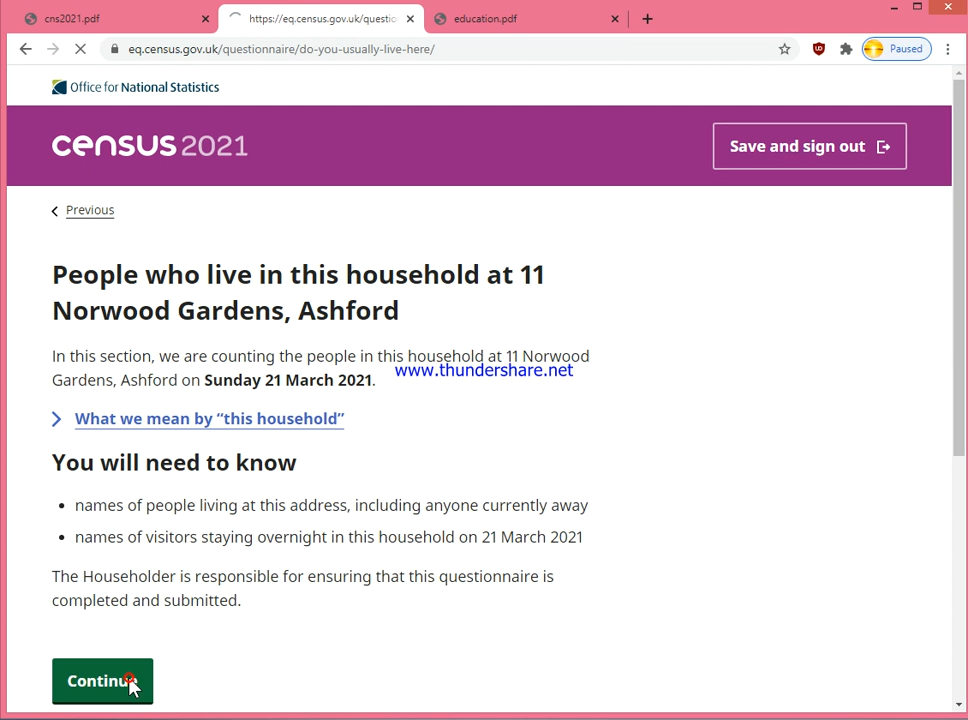 cns2021.pdf
https://eq.census.gov.uk/questio
education.pdf
eq.census.gov.uk/questionnaire/do-you-usually-live-here/
Paused
Office for National Statistics
census 2021
Save and sign out
Previous
People who live in this household at 11
Norwood Gardens, Ashford
In this section, we are counting the people in this household at 11 Norwood
Gardens, Ashford on Sunday 21 March 2021.
www.thundershare.net
What we mean by “this household”
You will need to know
names of people living at this address, including anyone currently away
names of visitors staying overnight in this household on 21 March 2021
The Householder is responsible for ensuring that this questionnaire is
completed and submitted.
Continue